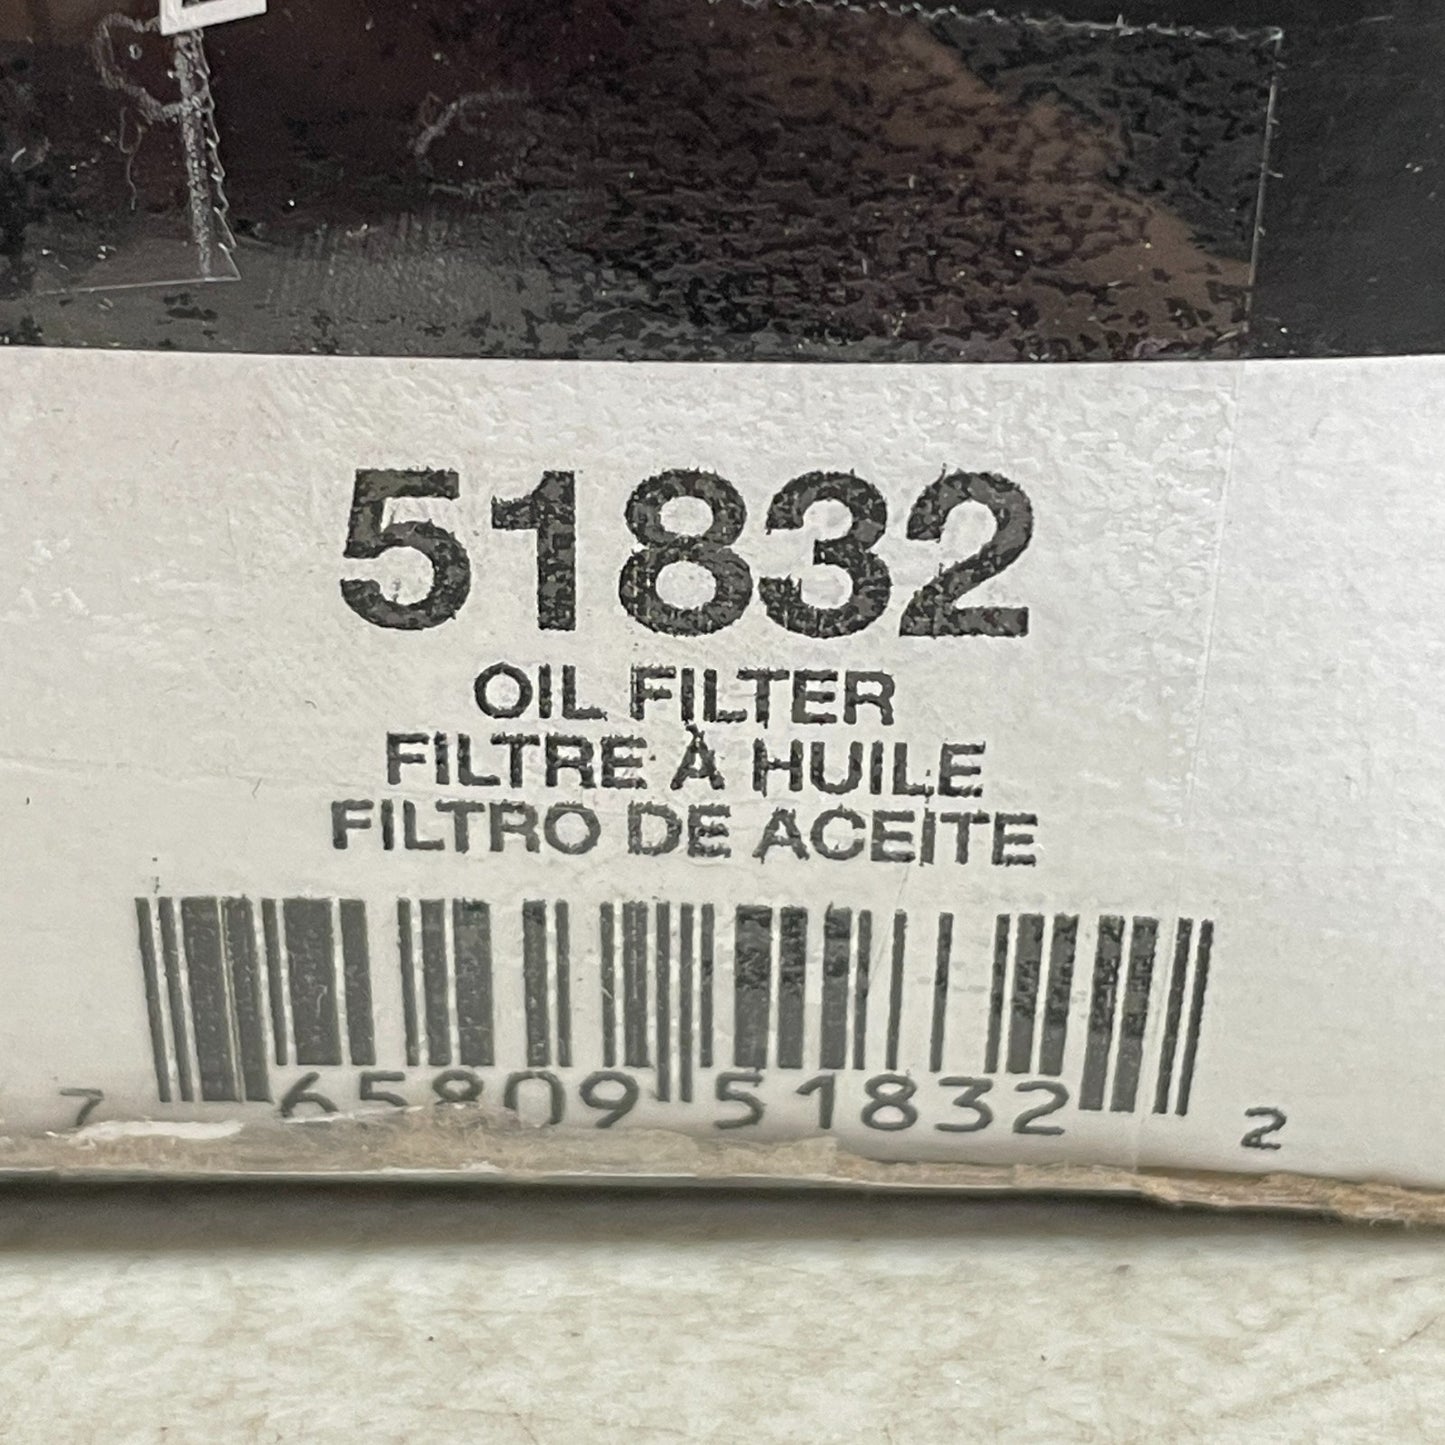 51832
OIL FILTER
FILTRE À HUILE
FILTRO DE ACEITE
7 65809 51832 2